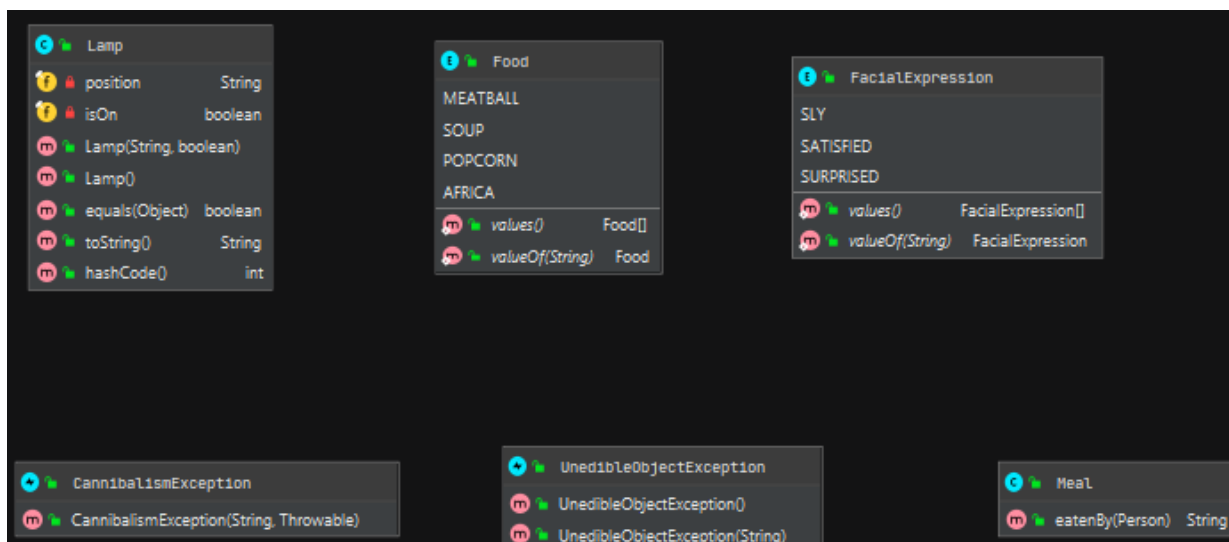 Lamp
position String
isOn boolean
Lamp(String, boolean)
Lamp()
equals(Object) boolean
toString() String
hashCode() int
Food
MEATBALL
SOUP
POPCORN
AFRICA
values() Food[]
valueOf(String) Food
FacialExpression
SLY
SATISFIED
SURPRISED
values() FacialExpression[]
valueOf(String) FacialExpression
CannibalismException
CannibalismException(String, Throwable)
UnedibleObjectException
UnedibleObjectException()
UnedibleObjectException(String)
Meal
eatenBy(Person) String